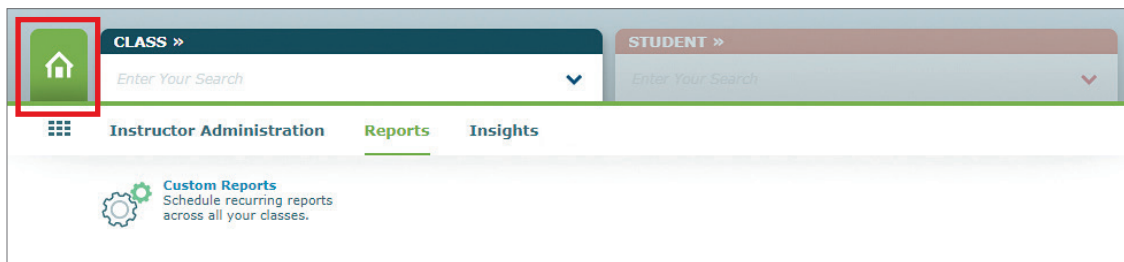 CLASS »
STUDENT »
Enter Your Search
Enter Your Search
Instructor Administration
Reports
Insights
Custom Reports
Schedule recurring reports
across all your classes.